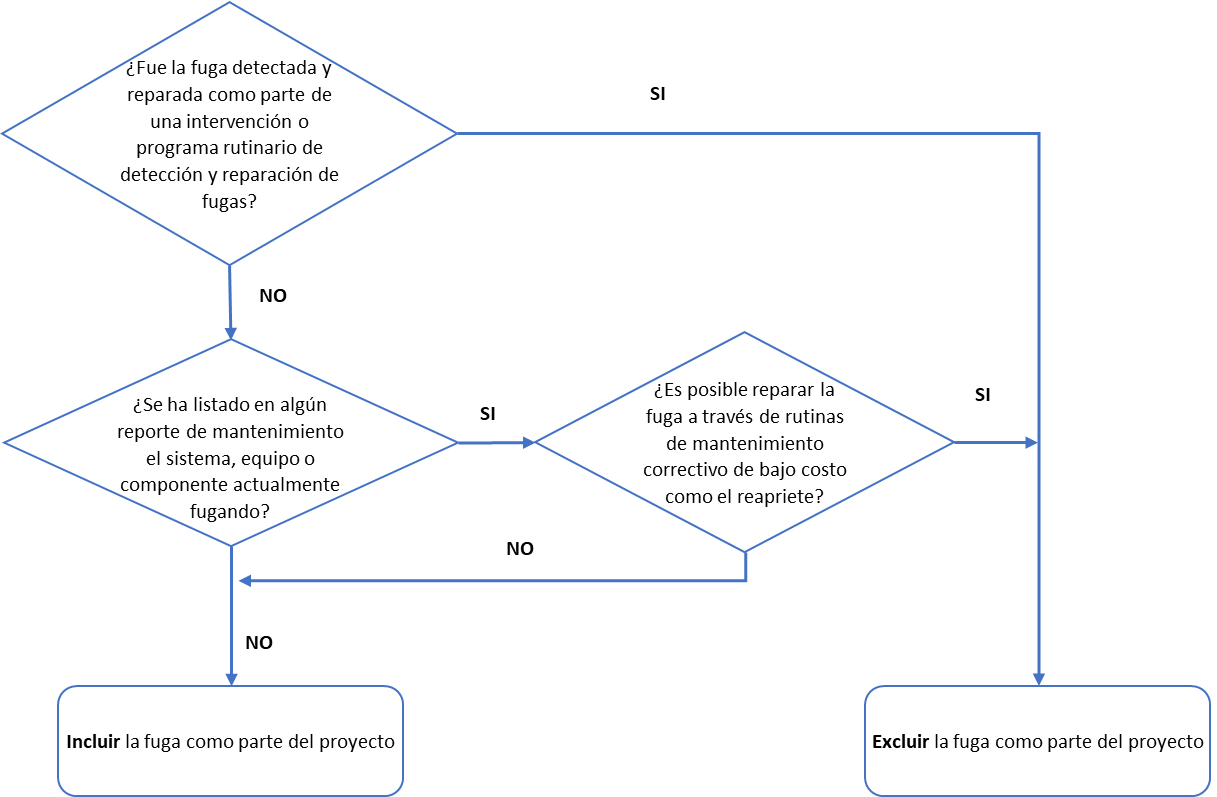 ¿Fue la fuga detectada y
reparada como parte de
una intervención o
programa rutinario de
detección y reparación de
fugas?
SI
NO
¿Se ha listado en algún
reporte de mantenimiento
el sistema, equipo o
componente actualmente
fugando?
SI
¿Es posible reparar la
fuga a través de rutinas
de mantenimiento
correctivo de bajo costo
como el reapriete?
SI
NO
NO
Incluir la fuga como parte del proyecto
Excluir la fuga como parte del proyecto